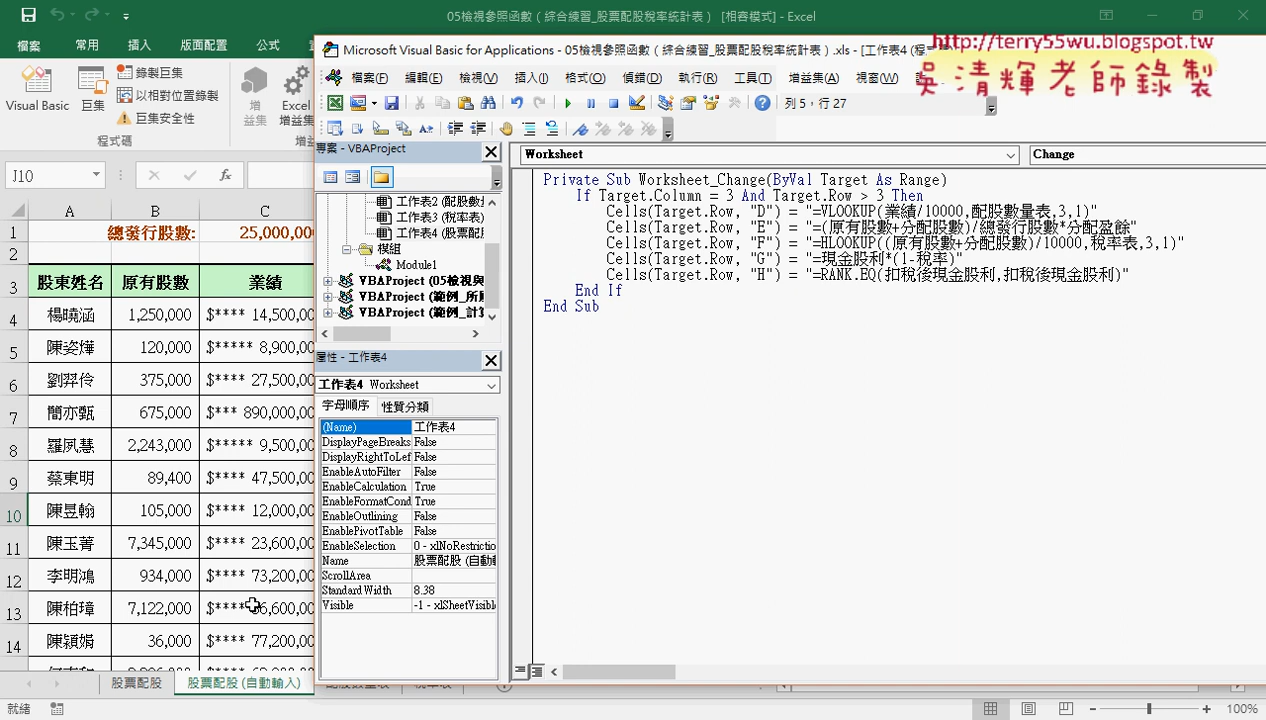 05檢視參照函數（綜合練習_股票配股稅率統計表） [相容模式] - Excel
檔案 常用 插入 版面配置 公式
Microsoft Visual Basic for Applications - 05檢視參照函數（綜合練習_股票配股稅率統計表）.xls - [工作表4
http://terry55wu.blogspot.tw
吳清輝老師錄製
檔案(F) 編輯(E) 檢視(V) 插入(I) 格式(O) 偵錯(D) 執行(R) 工具(T) 增益集(A) 視窗(W)
列 5，行 27
Visual Basic 巨集
錄製巨集
以相對位置錄製
巨集安全性
程式碼
增益集
Excel
J10
fx
專案 - VBAProject
工作表2 (配股數
工作表3 (稅率表)
工作表4 (股票配
模組
Module1
VBAProject (05檢視與
VBAProject (範例_所
VBAProject (範例_計
屬性 - 工作表4
工作表4 Worksheet
字母順序 性質分類
(Name) 工作表4
DisplayPageBreaks False
DisplayRightToLef False
EnableAutoFilter False
EnableCalculation True
EnableFormatCond True
EnableOutlining False
EnablePivotTable False
EnableSelection 0 - xlNoRestrictio
Name 股票配股 (自動
ScrollArea
StandardWidth 8.38
Visible -1 - xlSheetVisibl
Worksheet Change
Private Sub Worksheet_Change(ByVal Target As Range)
If Target.Column = 3 And Target.Row > 3 Then
Cells(Target.Row, "D") = "=VLOOKUP(業績/10000,配股數量表,3,1)"
Cells(Target.Row, "E") = "=(原有股數+分配股數)/總發行股數*分配盈餘"
Cells(Target.Row, "F") = "=HLOOKUP((原有股數+分配股數)/10000,稅率表,3,1)"
Cells(Target.Row, "G") = "=現金股利*(1-稅率)"
Cells(Target.Row, "H") = "=RANK.EQ(扣稅後現金股利,扣稅後現金股利)"
End If
End Sub
A B C
1 總發行股數: 25,000,00
2
3 股東姓名 原有股數 業績
4 楊曉涵 1,250,000 $**** 14,500,00
5 陳姿燁 120,000 $***** 8,900,00
6 劉羿伶 375,000 $**** 27,500,00
7 簡亦甄 675,000 $*** 890,000,00
8 羅夙慧 2,243,000 $***** 9,500,00
9 蔡東明 89,400 $**** 47,500,00
10 陳昱翰 105,000 $**** 12,000,00
11 陳玉菁 7,345,000 $**** 23,600,00
12 李明鴻 934,000 $**** 73,200,00
13 陳柏璋 7,122,000 $**** 6,600,00
14 陳穎娟 36,000 $**** 77,200,00
股票配股 股票配股 (自動輸入)
就緒
100%